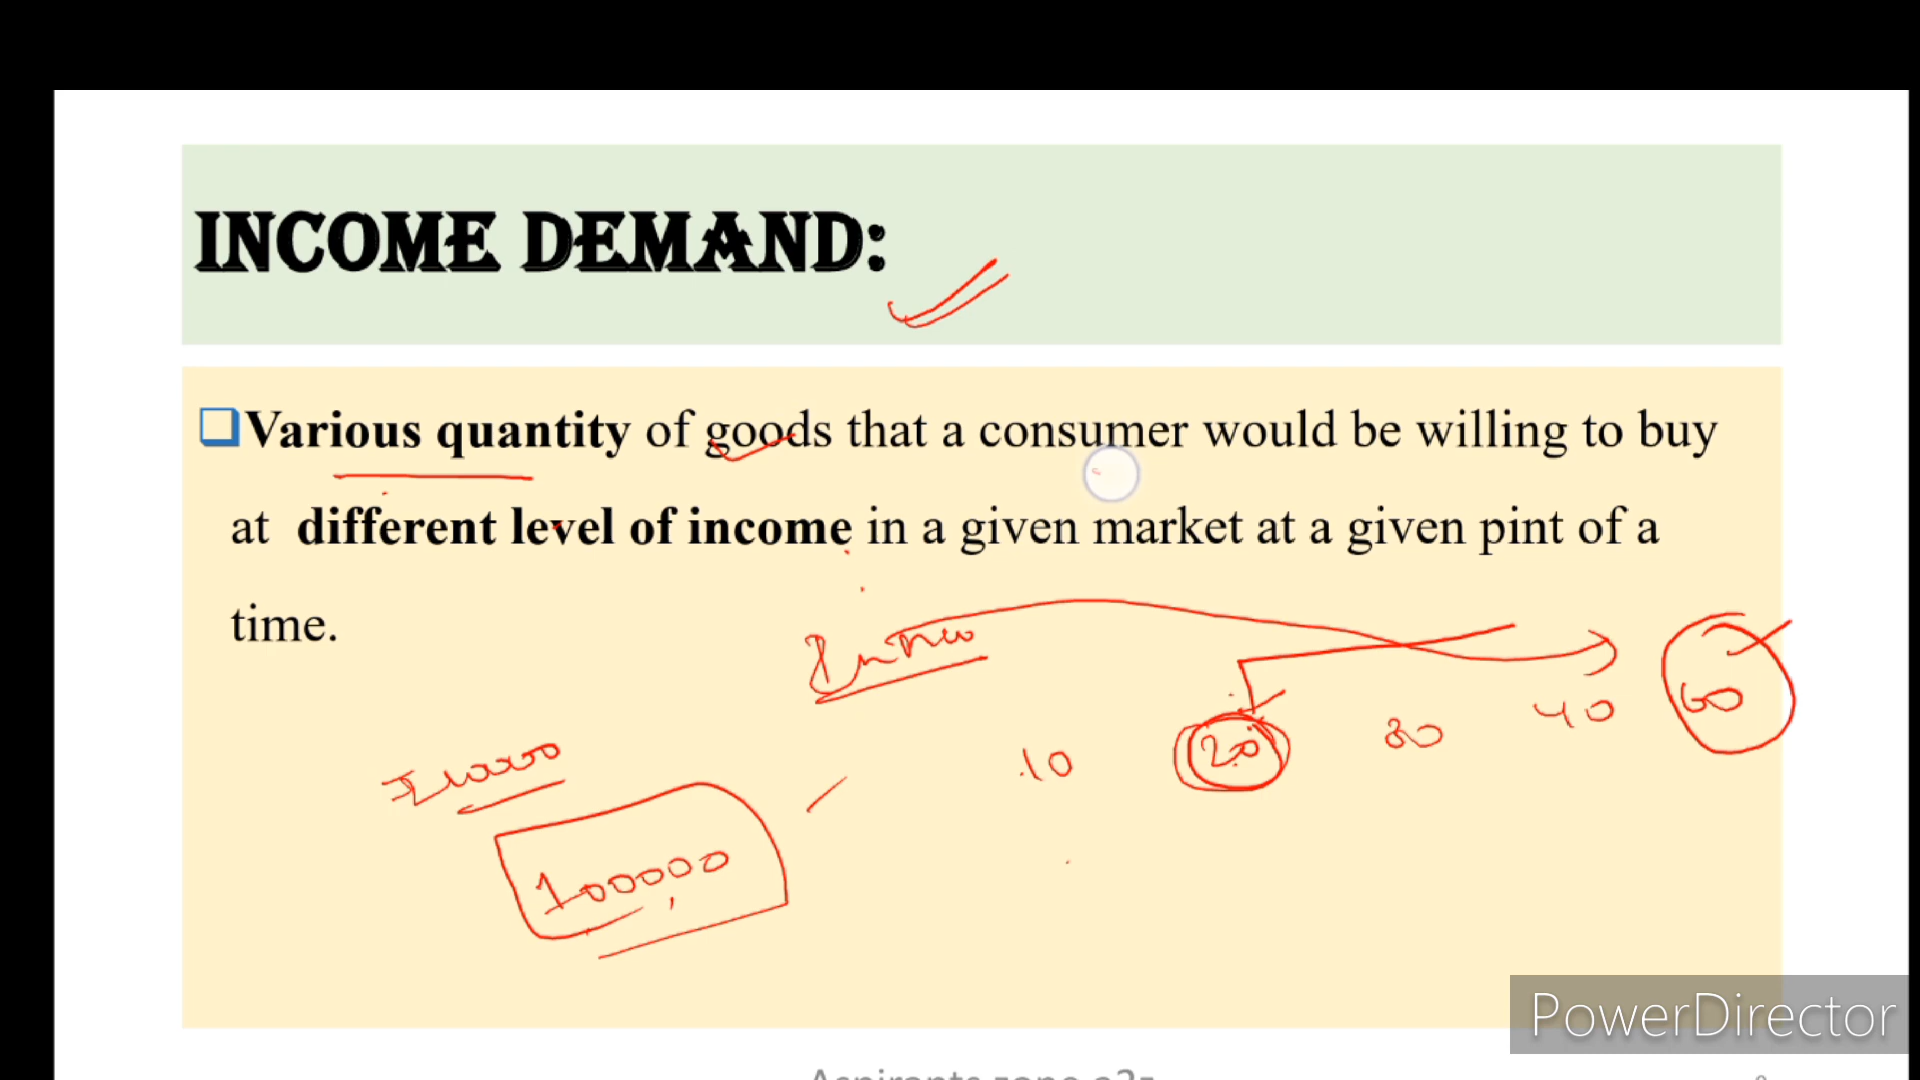 INCOME DEMAND:
Various quantity of goods that a consumer would be willing to buy
at different level of income in a given market at a given pint of a
time.
10 20 30 40 60
100000
PowerDirector